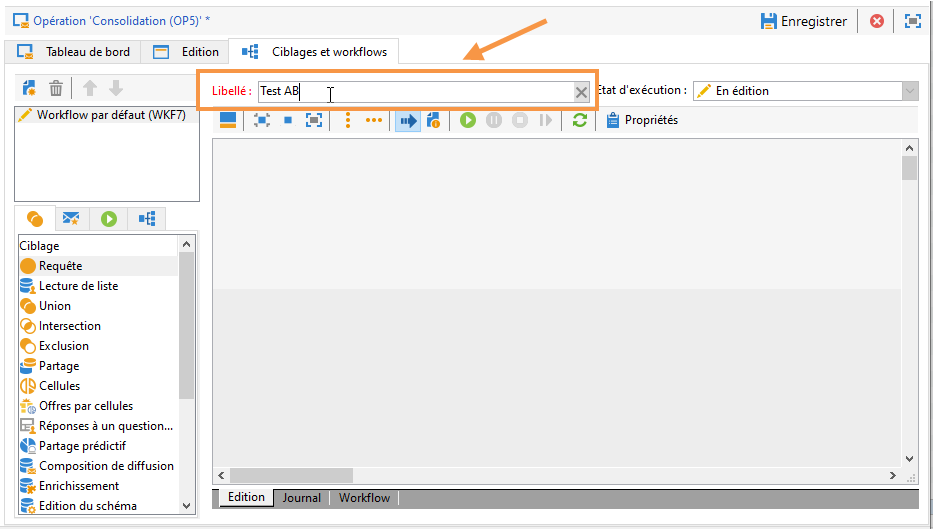 Opération 'Consolidation (OP5)' *
Enregistrer
Tableau de bord
Edition
Ciblages et workflows
Libellé :
Test AB
Etat d'exécution :
En édition
Workflow par défaut (WKF7)
Propriétés
Ciblage
Requête
Lecture de liste
Union
Intersection
Exclusion
Partage
Cellules
Offres par cellules
Réponses à un question...
Partage prédictif
Composition de diffusion
Enrichissement
Edition du schéma
Edition
Journal
Workflow